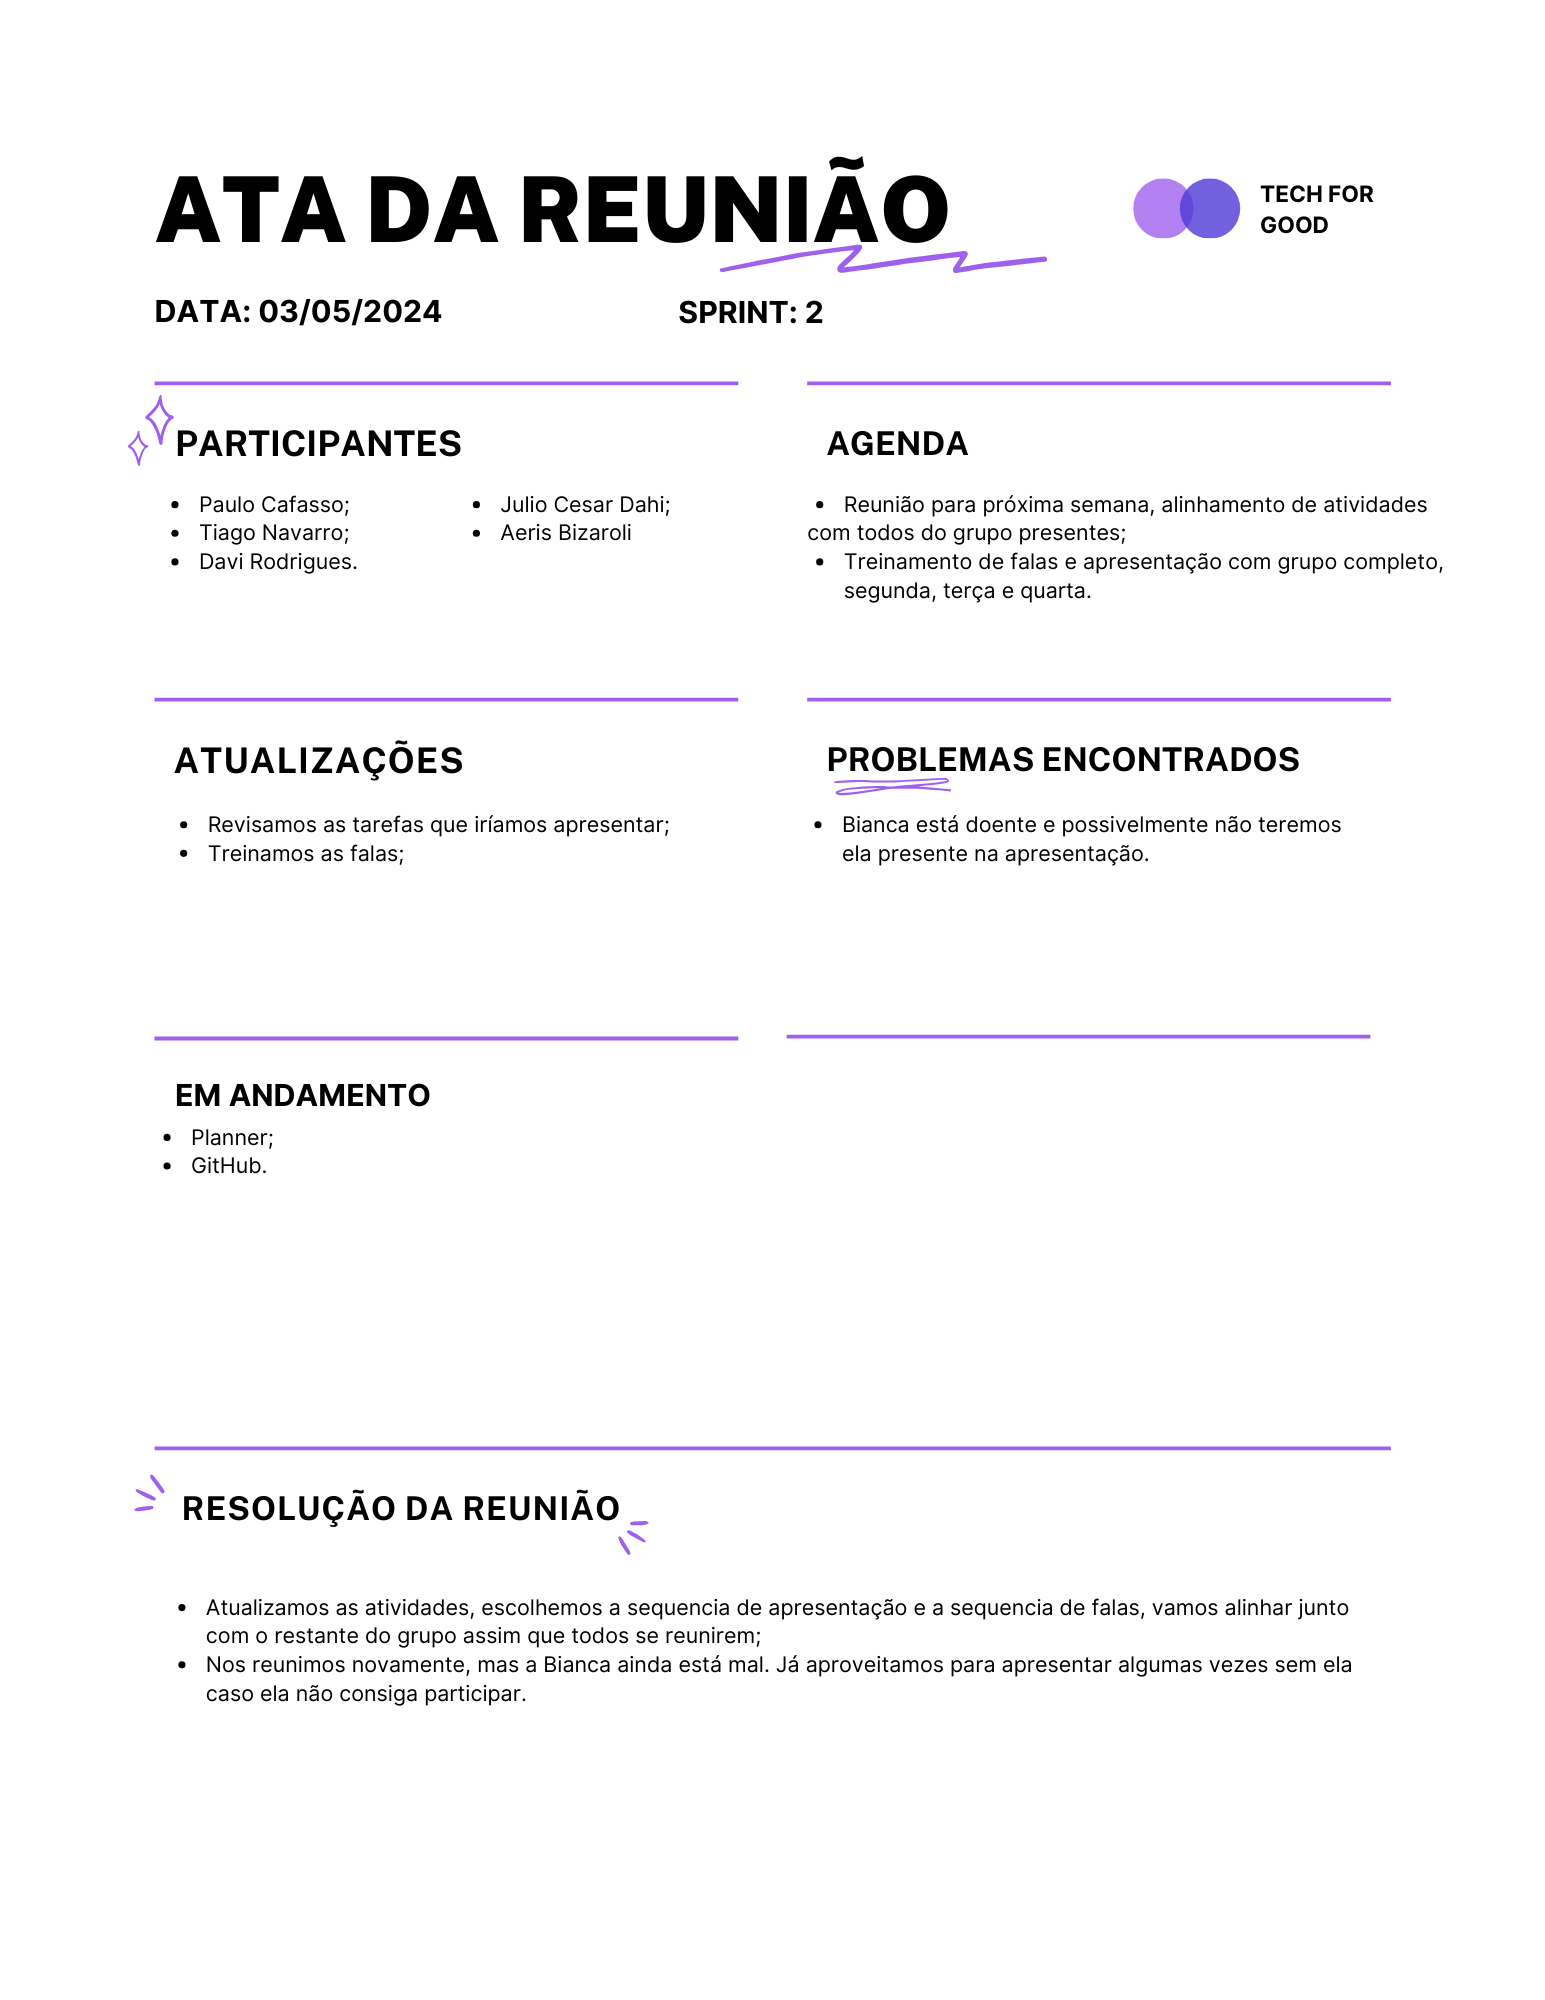 ATA DA REUNIÃO
TECH FOR
GOOD
DATA: 03/05/2024
SPRINT: 2
PARTICIPANTES
• Paulo Cafasso;
• Tiago Navarro;
• Davi Rodrigues.
• Julio Cesar Dahi;
• Aeris Bizaroli
AGENDA
• Reunião para próxima semana, alinhamento de atividades
com todos do grupo presentes;
• Treinamento de falas e apresentação com grupo completo,
segunda, terça e quarta.
ATUALIZAÇÕES
• Revisamos as tarefas que iríamos apresentar;
• Treinamos as falas;
PROBLEMAS ENCONTRADOS
• Bianca está doente e possivelmente não teremos
ela presente na apresentação.
EM ANDAMENTO
• Planner;
• GitHub.
RESOLUÇÃO DA REUNIÃO
• Atualizamos as atividades, escolhemos a sequencia de apresentação e a sequencia de falas, vamos alinhar junto
com o restante do grupo assim que todos se reunirem;
• Nos reunimos novamente, mas a Bianca ainda está mal. Já aproveitamos para apresentar algumas vezes sem ela
caso ela não consiga participar.